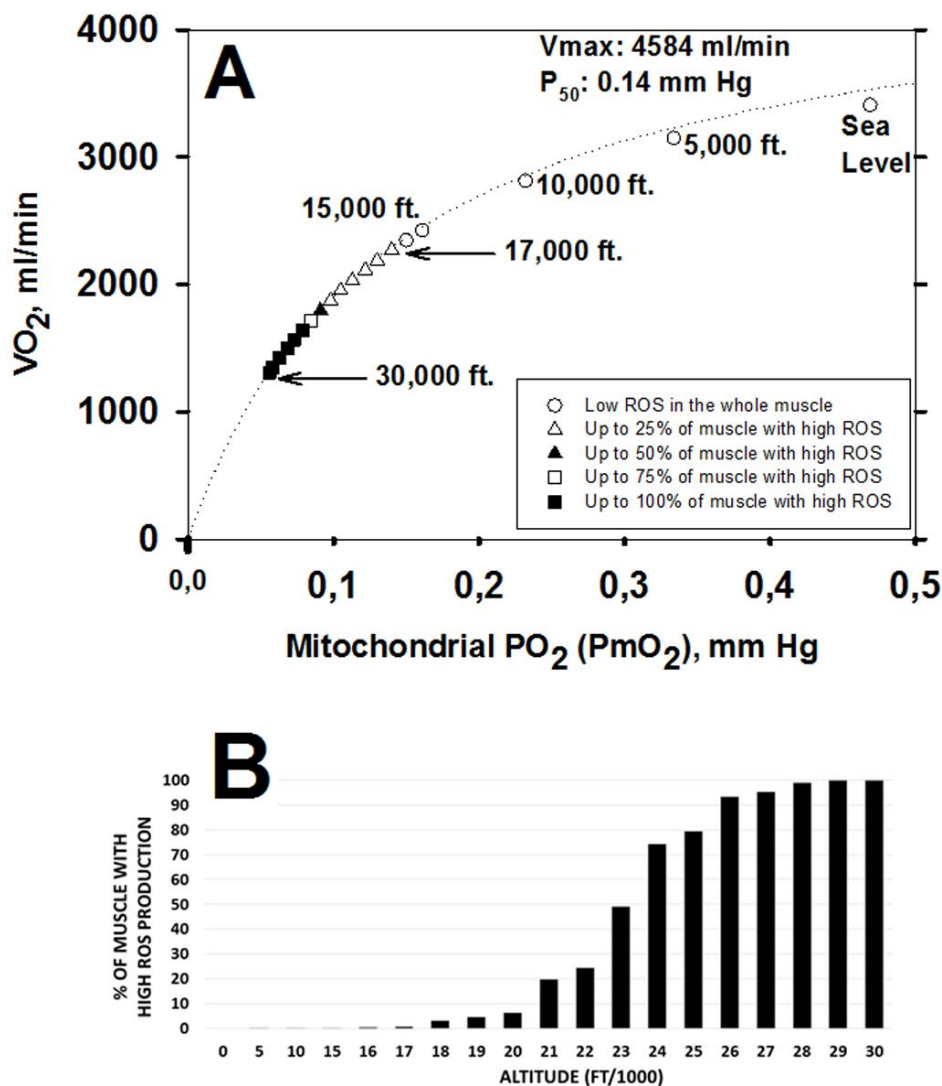 A
Vmax: 4584 ml/min
P50: 0.14 mm Hg
4000
3000
2000
1000
0
VO2, ml/min
Sea
Level
5,000 ft.
10,000 ft.
15,000 ft.
17,000 ft.
30,000 ft.
Low ROS in the whole muscle
Up to 25% of muscle with high ROS
Up to 50% of muscle with high ROS
Up to 75% of muscle with high ROS
Up to 100% of muscle with high ROS
0,0 0,1 0,2 0,3 0,4 0,5
Mitochondrial PO2 (PmO2), mm Hg
B
% OF MUSCLE WITH
HIGH ROS PRODUCTION
100
90
80
70
60
50
40
30
20
10
0
0 5 10 15 16 17 18 19 20 21 22 23 24 25 26 27 28 29 30
ALTITUDE (FT/1000)